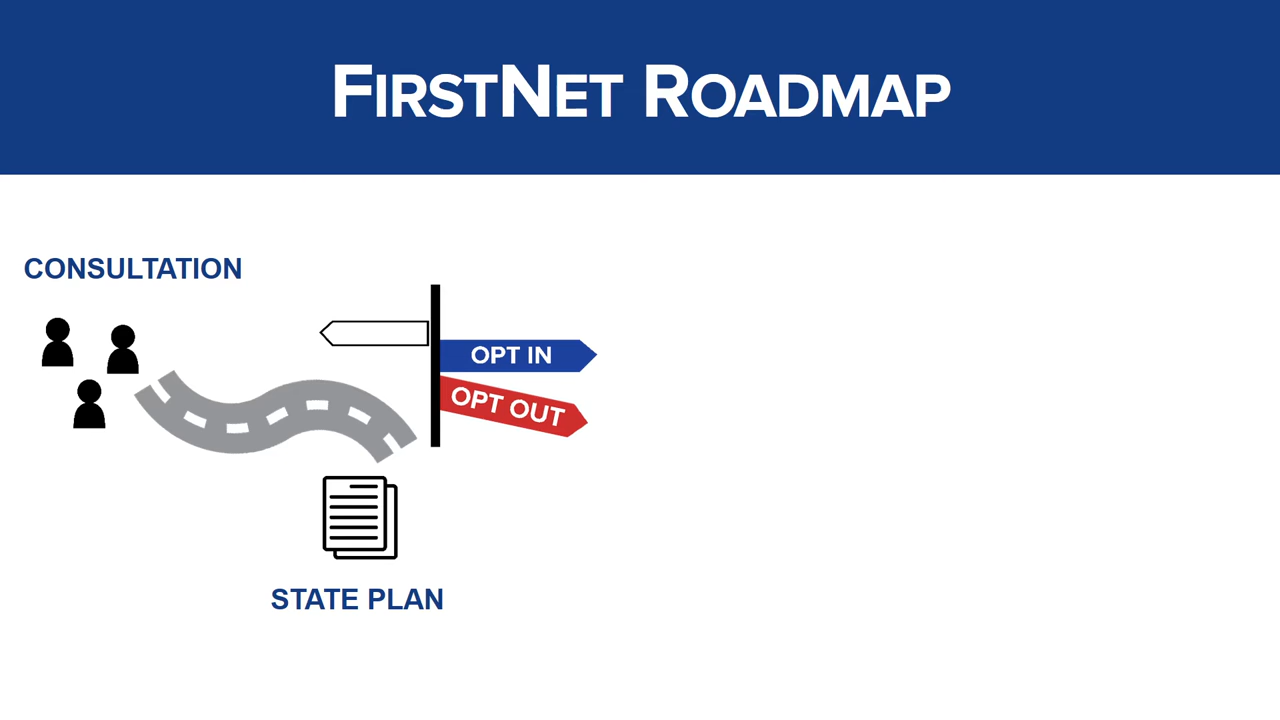 FIRSTNET ROADMAP
CONSULTATION
OPT IN
OPT OUT
STATE PLAN